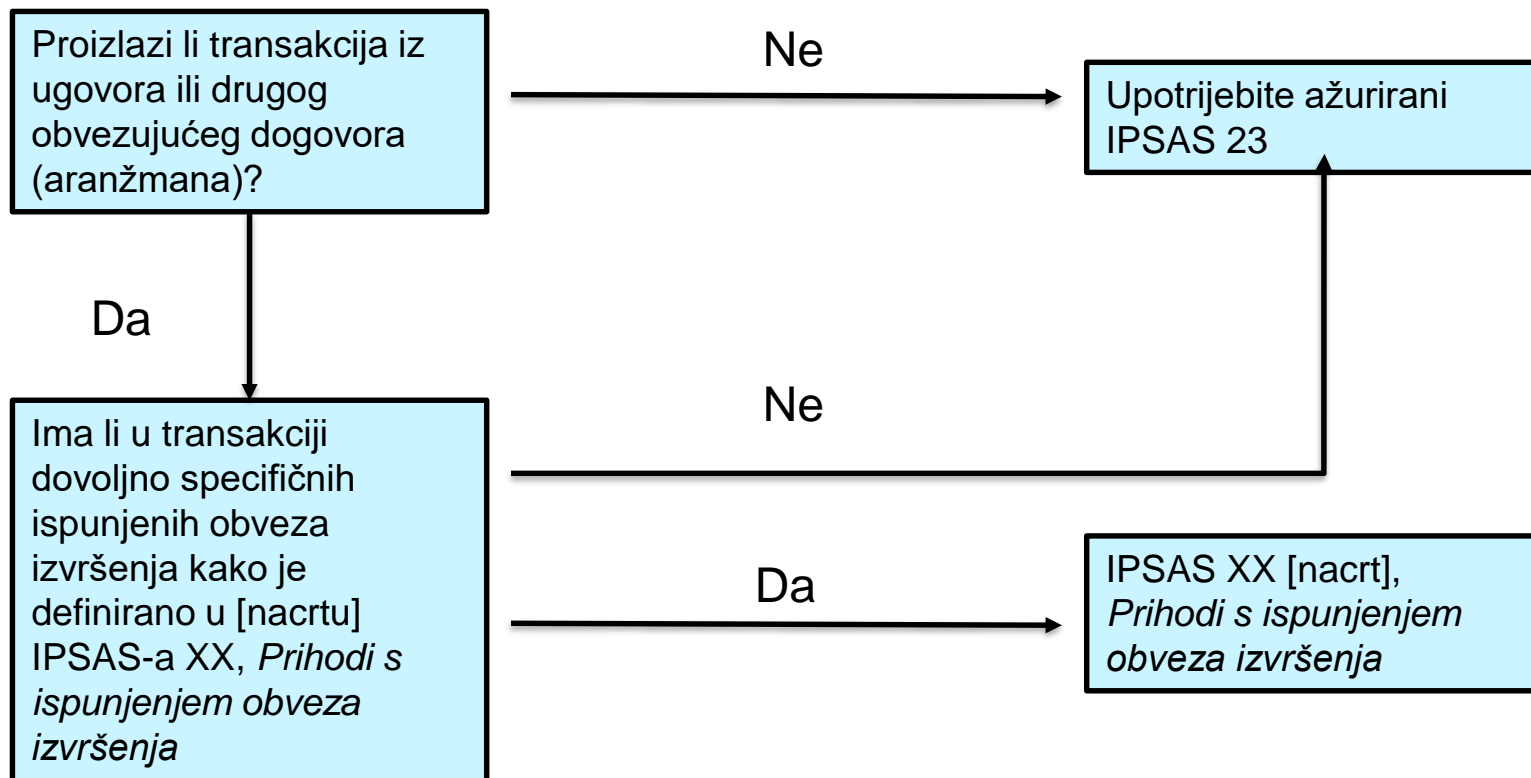 Proizlazi li transakcija iz
ugovora ili drugog
obvezujućeg dogovora
(aranžmana)?
Ne
Upotrijebite ažurirani
IPSAS 23
Da
Ima li u transakciji
dovoljno specifičnih
ispunjenih obveza
izvršenja kako je
definirano u [nacrtu]
IPSAS-a XX, Prihodi s
ispunjenjem obveza
izvršenja
Ne
Da
IPSAS XX [nacrt],
Prihodi s ispunjenjem
obveza izvršenja